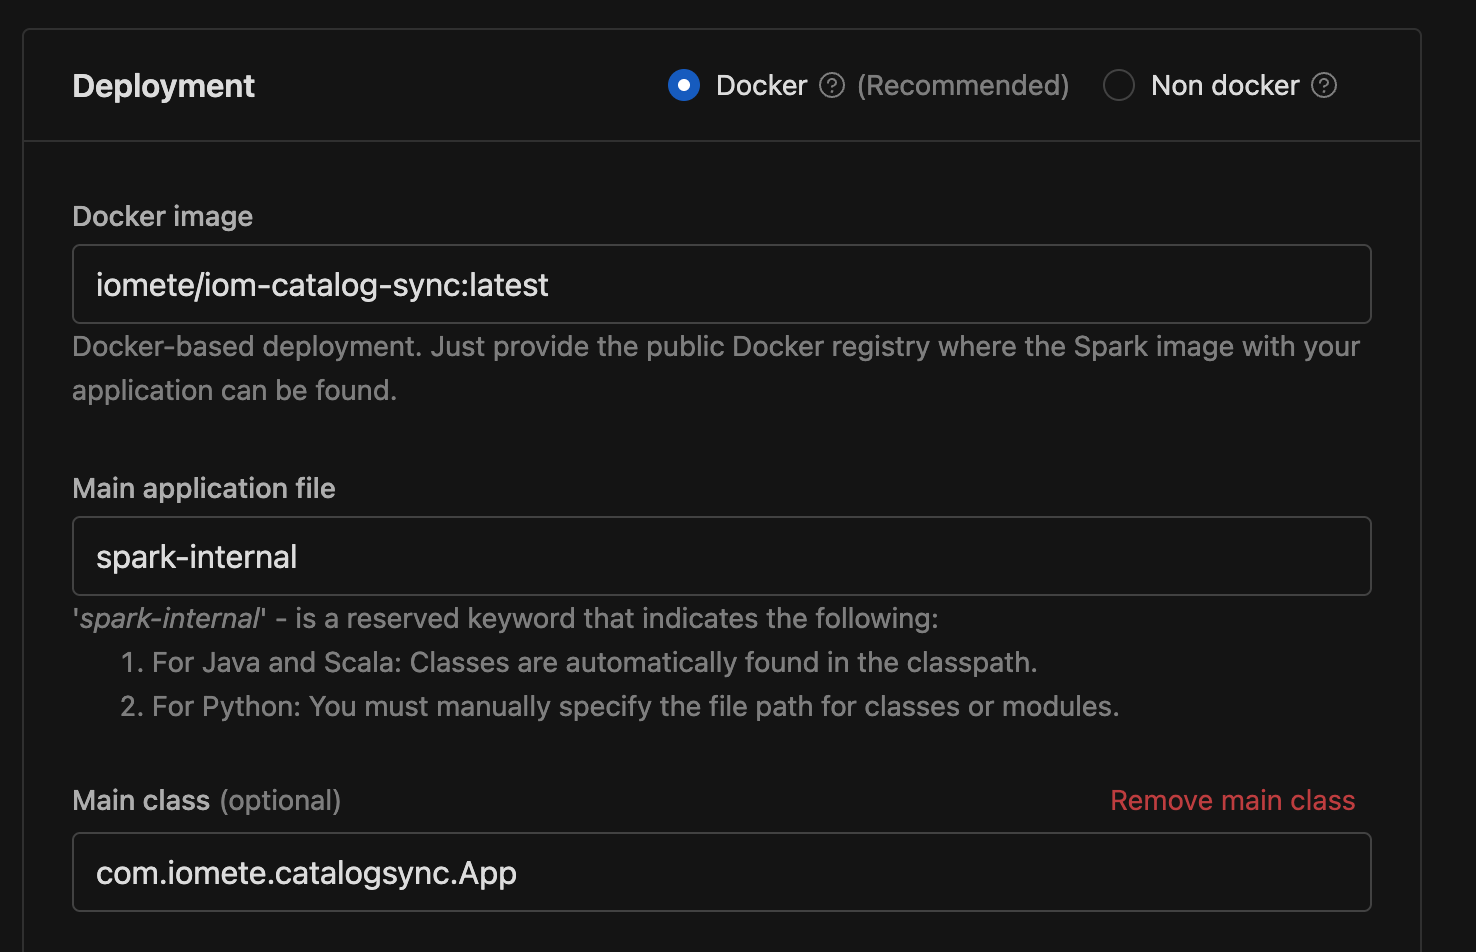 Deployment
Docker (Recommended) Non docker
Docker image
iomete/iom-catalog-sync:latest
Docker-based deployment. Just provide the public Docker registry where the Spark image with your
application can be found.
Main application file
spark-internal
'spark-internal' - is a reserved keyword that indicates the following:
1. For Java and Scala: Classes are automatically found in the classpath.
2. For Python: You must manually specify the file path for classes or modules.
Main class (optional) Remove main class
com.iomete.catalogsync.App